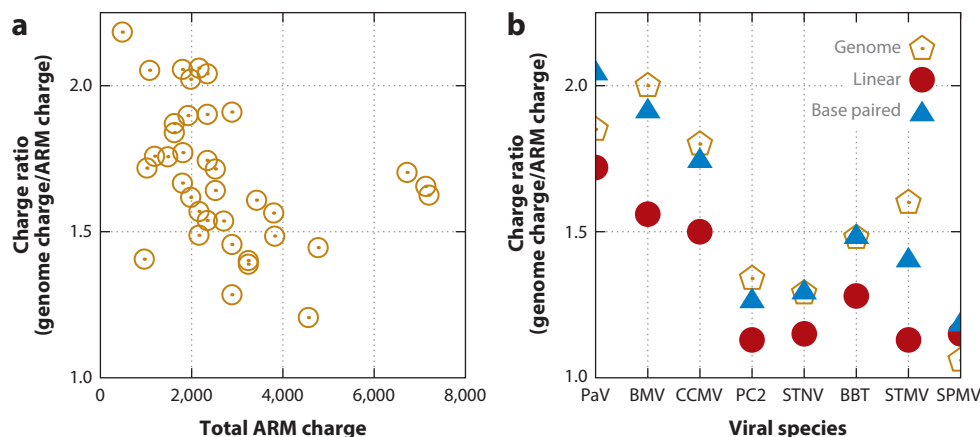 a
Charge ratio
(genome charge/ARM charge)
2.0
1.5
1.0
0
2,000
4,000
6,000
8,000
Total ARM charge
b
Charge ratio
(genome charge/ARM charge)
2.0
1.5
1.0
Genome
Linear
Base paired
PaV
BMV
CCMV
PC2
STNV
BBT
STMV
SPMV
Viral species